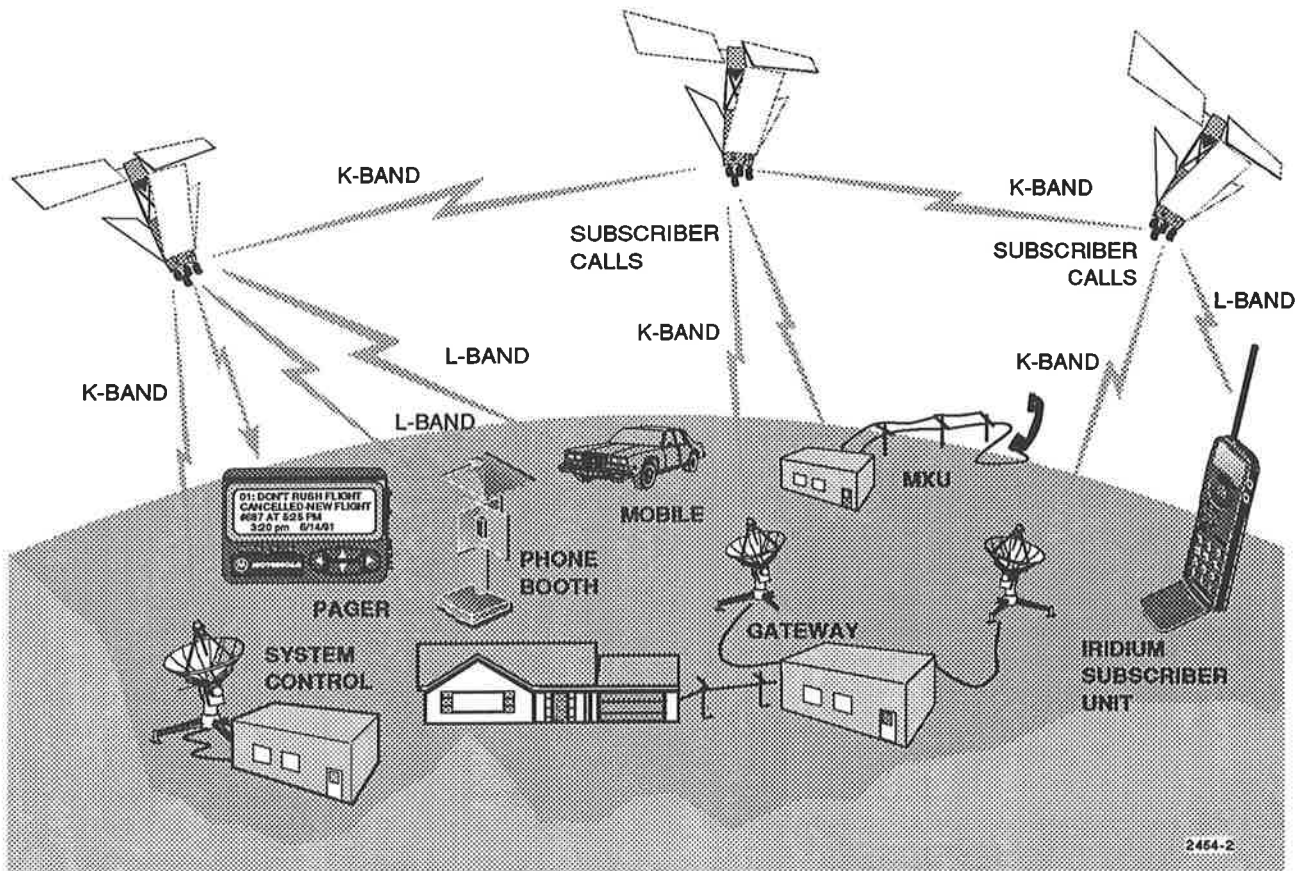 K-BAND
K-BAND
SUBSCRIBER
CALLS
SUBSCRIBER
CALLS
L-BAND
K-BAND
L-BAND
K-BAND
K-BAND
L-BAND
01: DON'T RUSH FLIGHT
CANCELLED-NEW FLIGHT
#687 AT 5:25 PM
3:20 pm 6/14/91
MOTOROLA
PAGER
PHONE
BOOTH
MOBILE
MXU
SYSTEM
CONTROL
GATEWAY
IRIDIUM
SUBSCRIBER
UNIT
2454-2